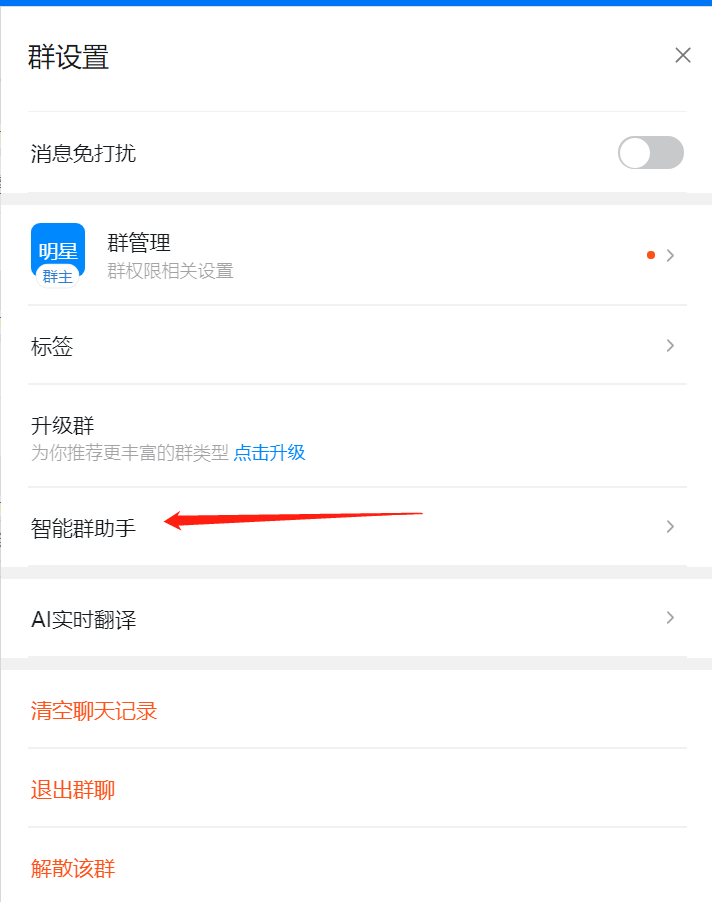 群设置
消息免打扰
明星
群主
群管理
群权限相关设置
标签
升级群
为你推荐更丰富的群类型 点击升级
智能群助手
AI实时翻译
清空聊天记录
退出群聊
解散该群